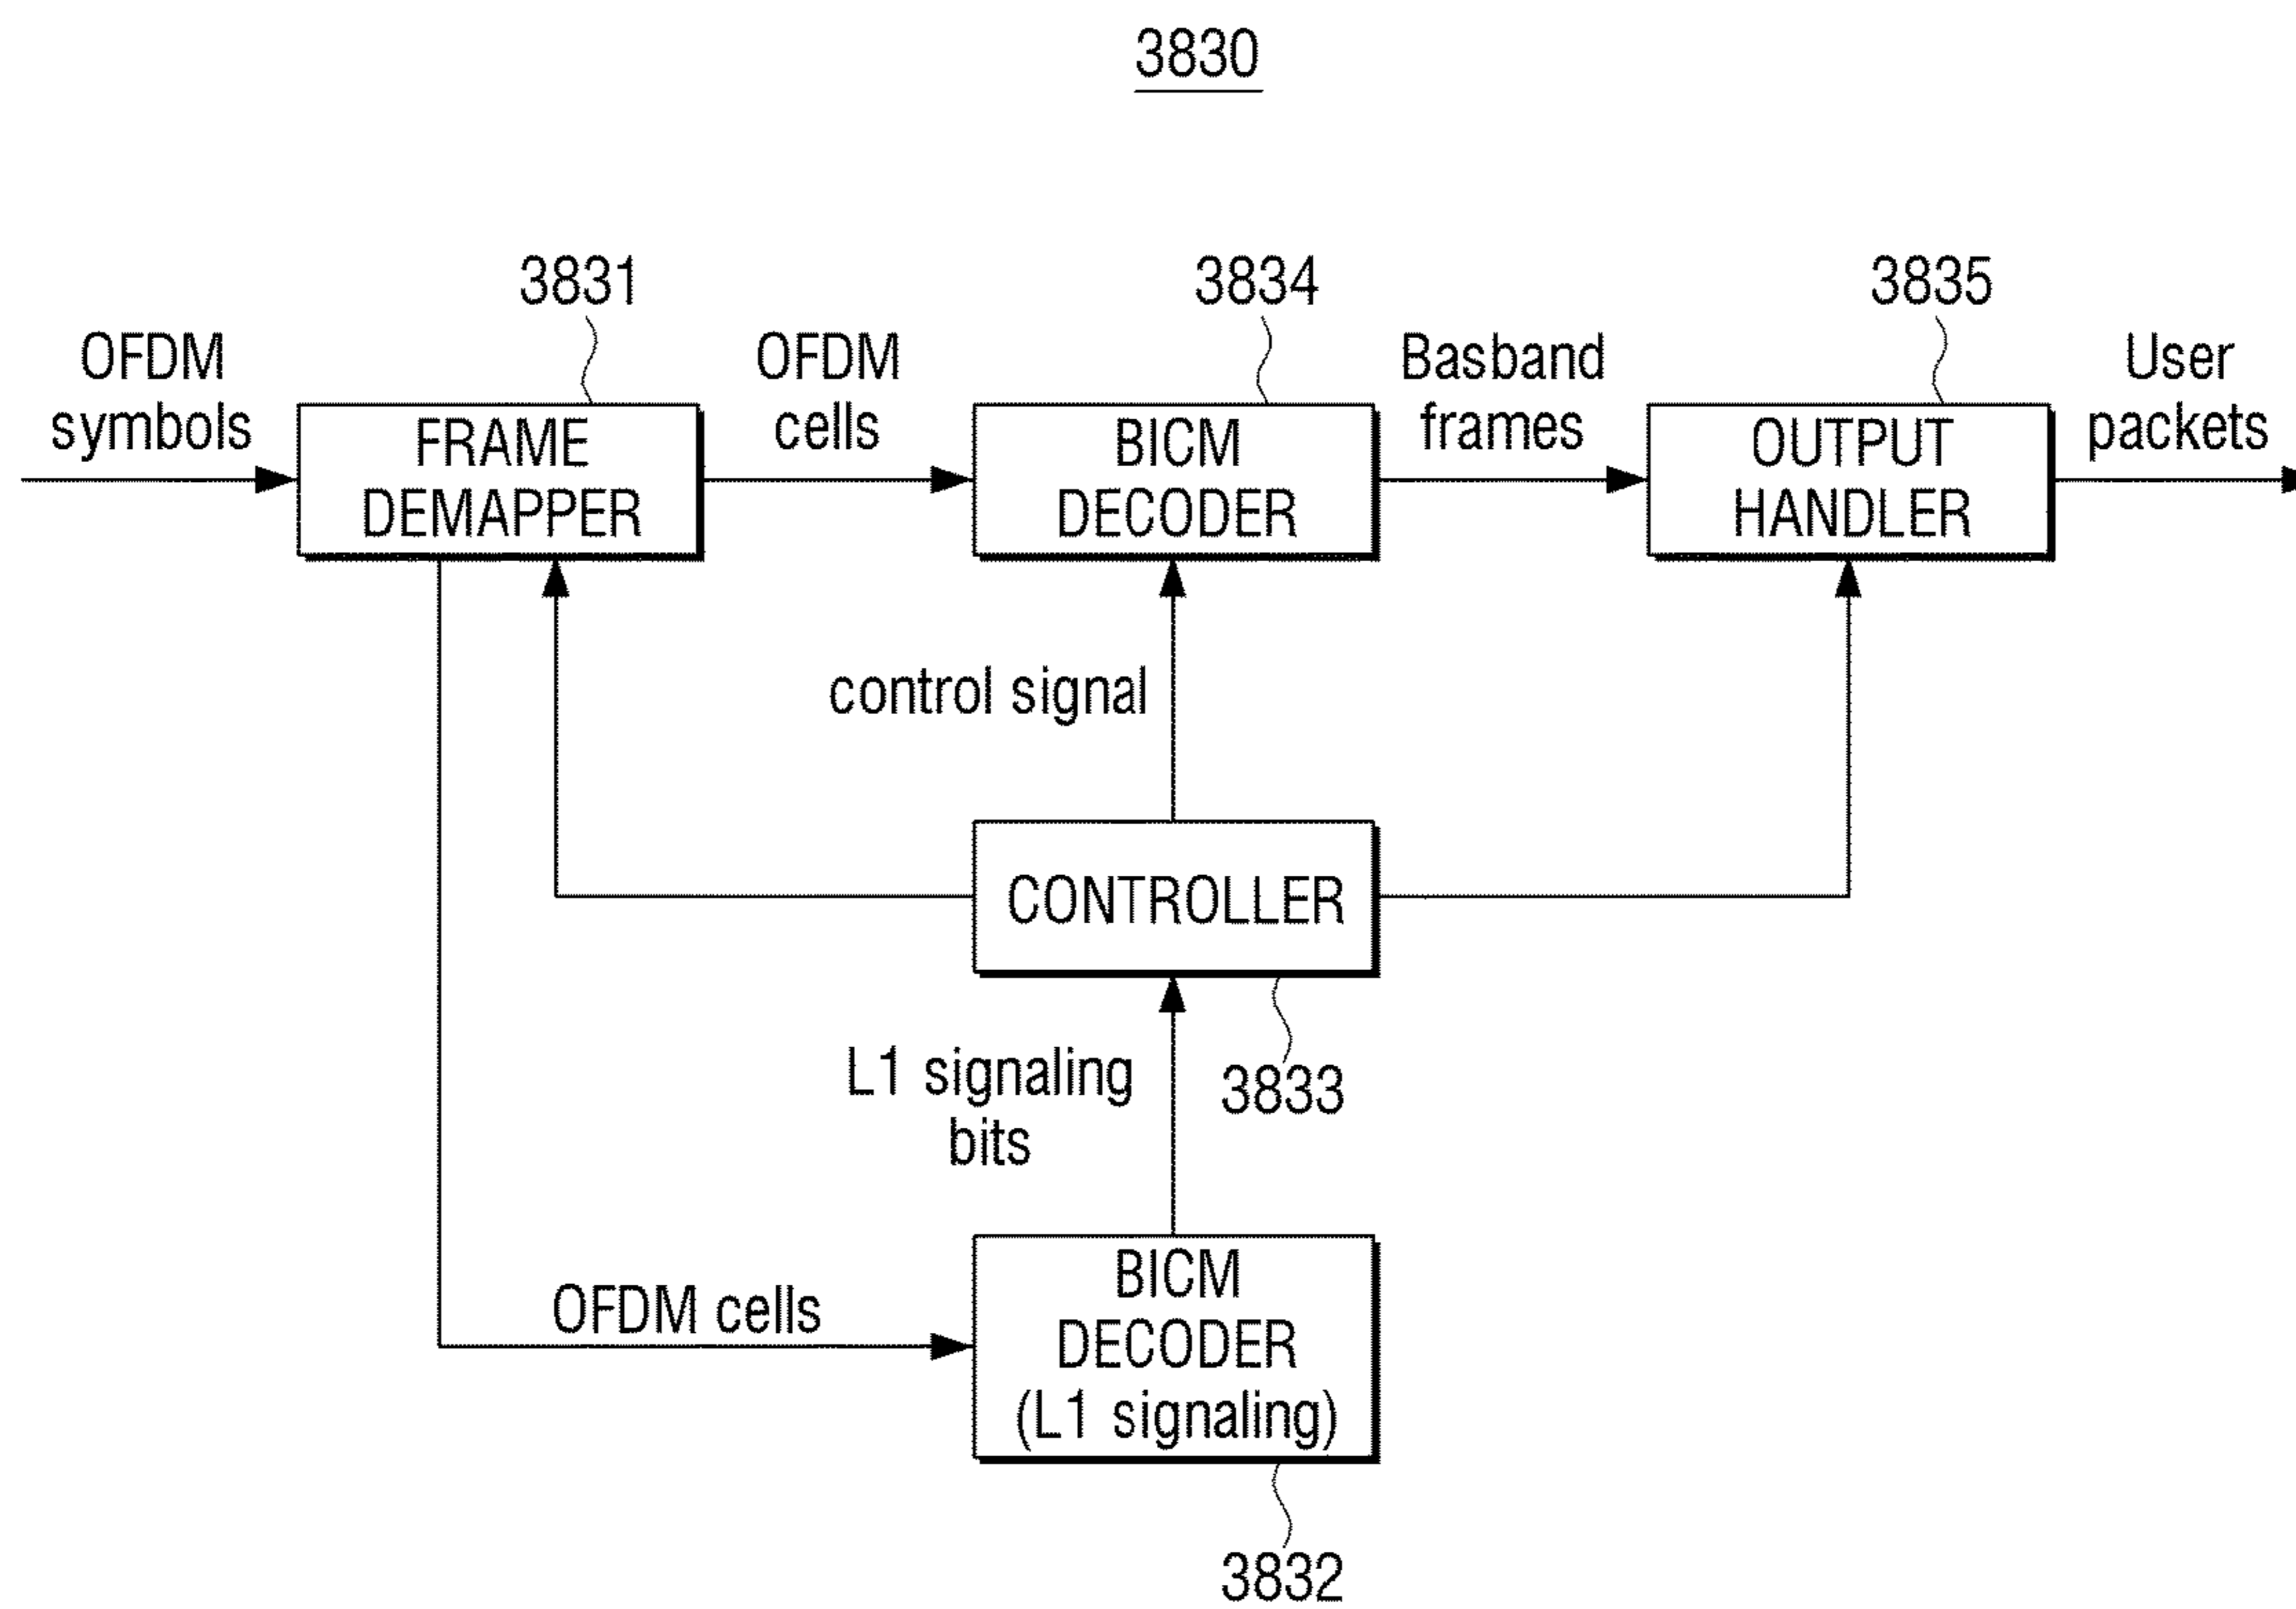 3830
3831
3834
3835
OFDM
symbols
FRAME
DEMAPPER
OFDM
cells
BICM
DECODER
Basband
frames
OUTPUT
HANDLER
User
packets
control signal
CONTROLLER
3833
L1 signaling
bits
OFDM cells
BICM
DECODER
(L1 signaling)
3832